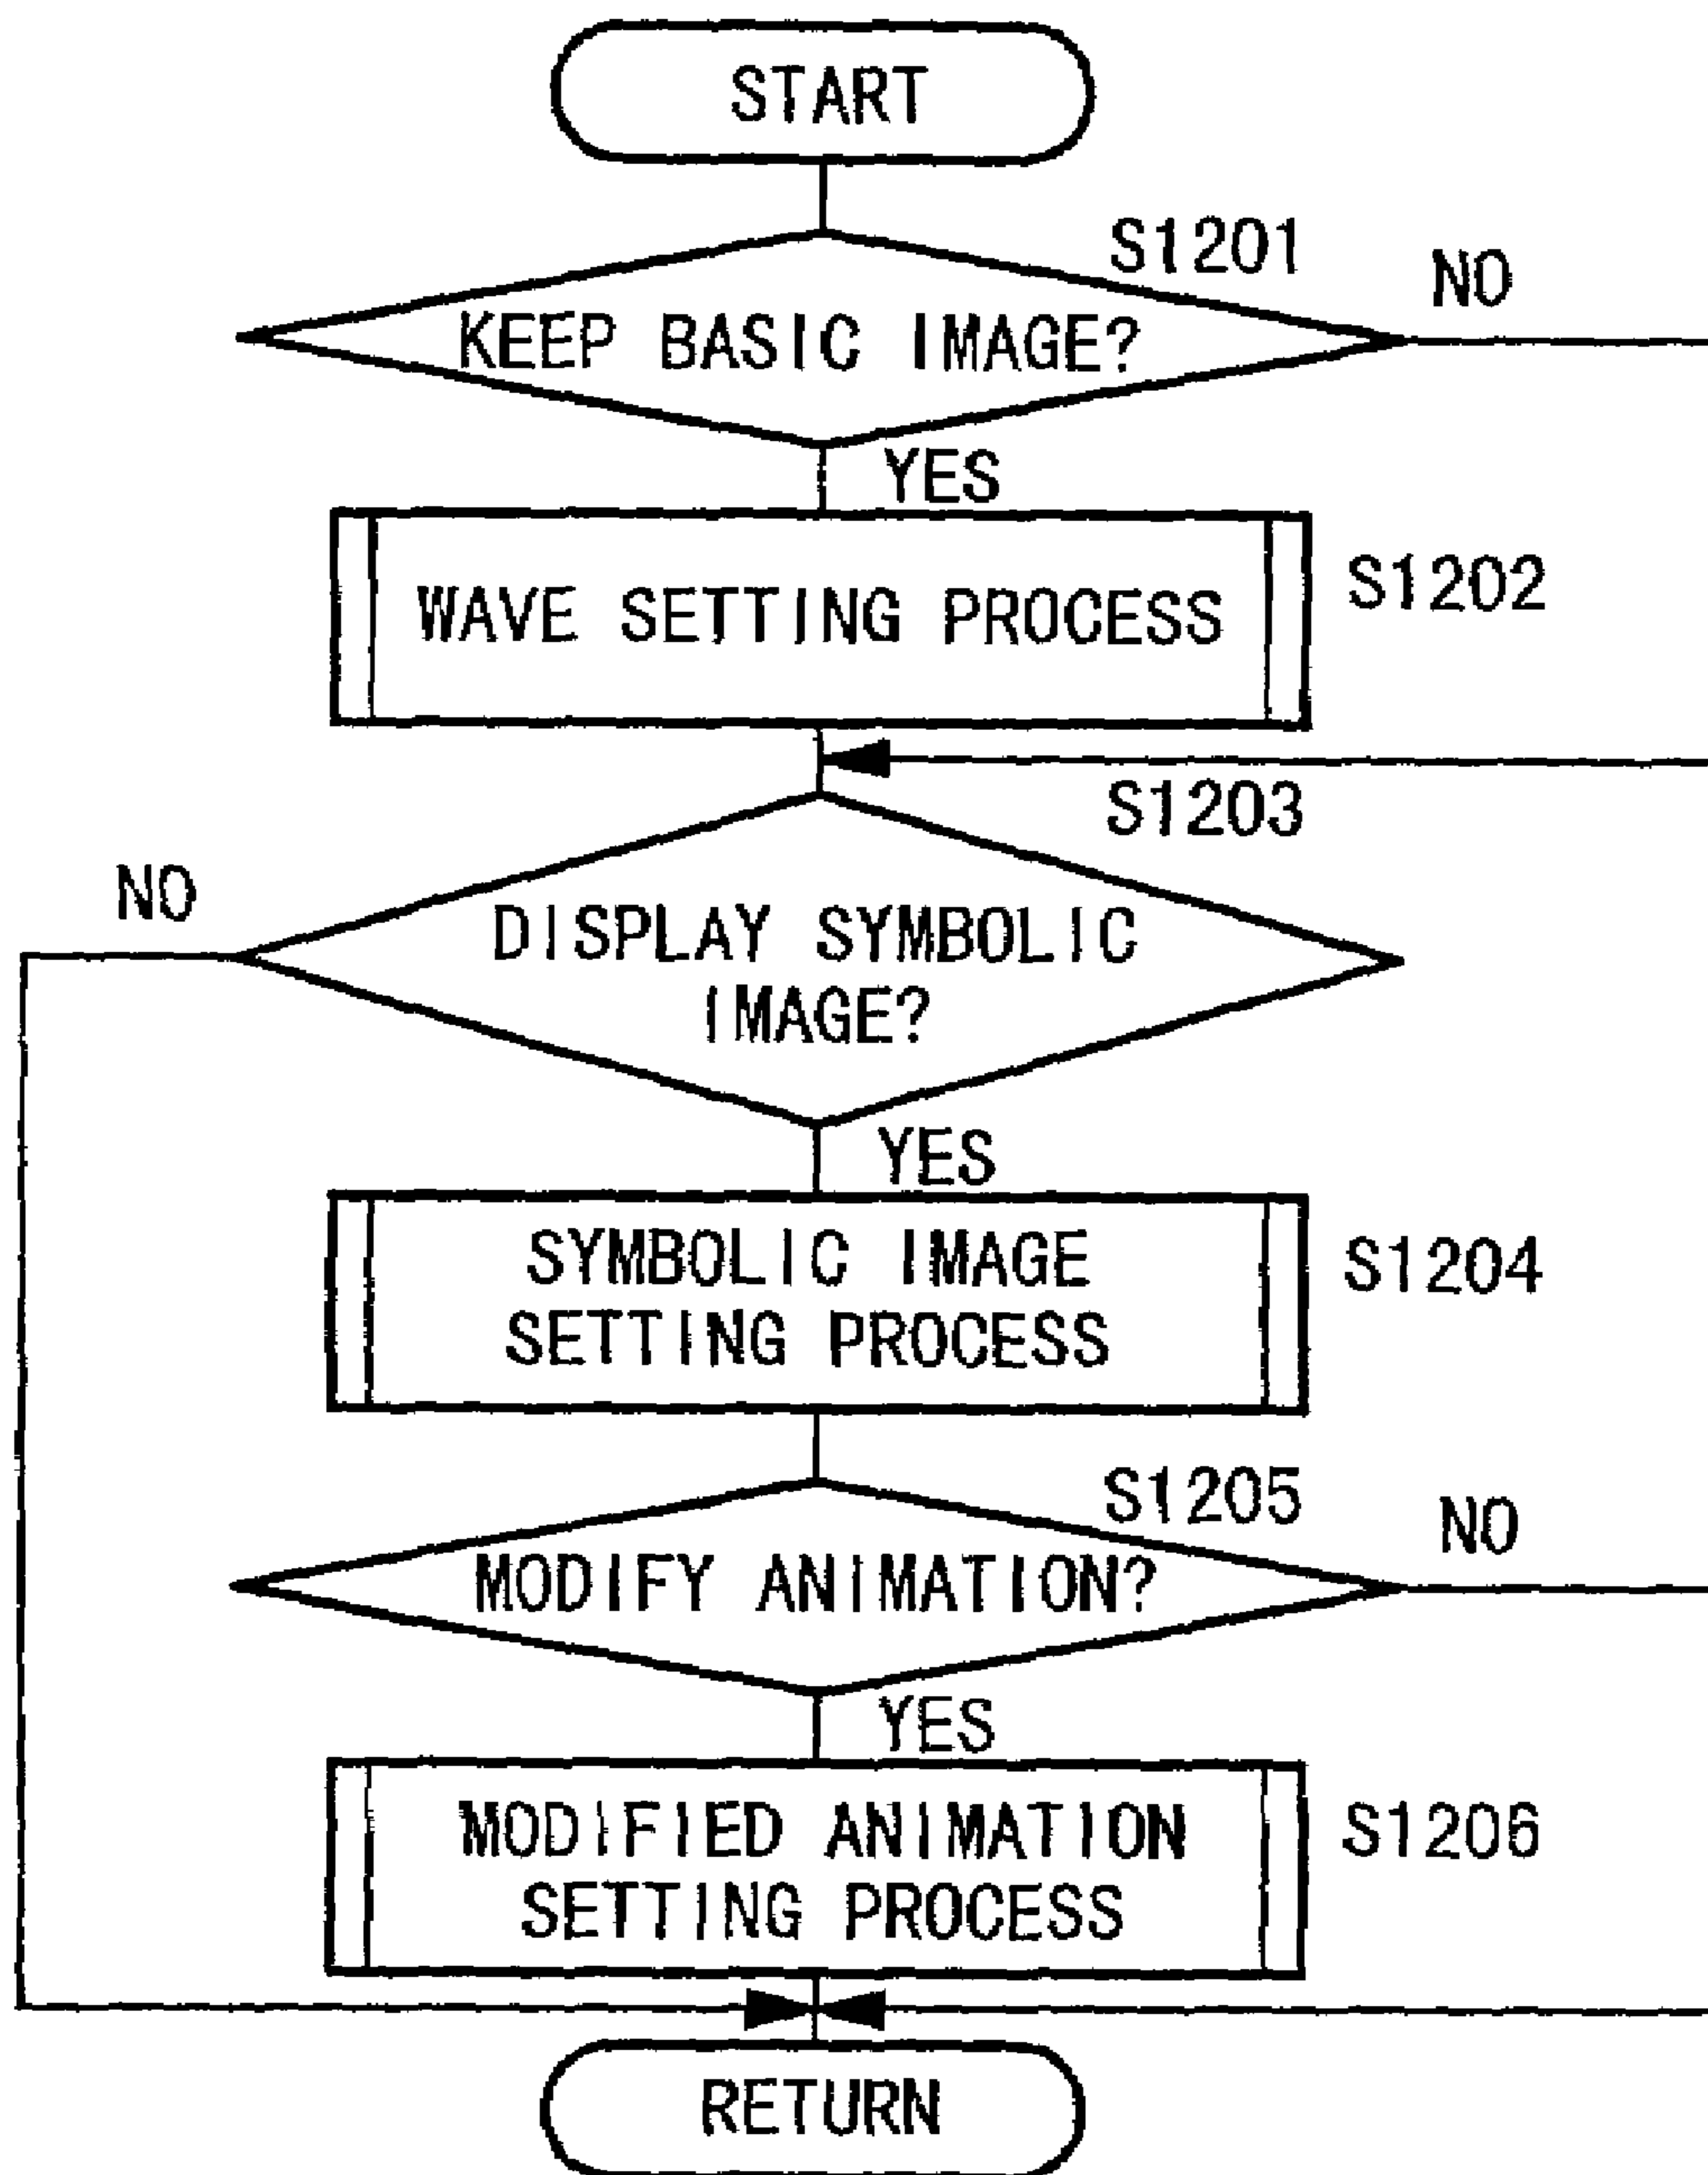 START
S1201
NO
KEEP BASIC IMAGE?
YES
WAVE SETTING PROCESS
S1202
S1203
NO
DISPLAY SYMBOLIC
IMAGE?
YES
SYMBOLIC IMAGE
SETTING PROCESS
S1204
S1205
NO
MODIFY ANIMATION?
YES
MODIFIED ANIMATION
SETTING PROCESS
S1206
RETURN